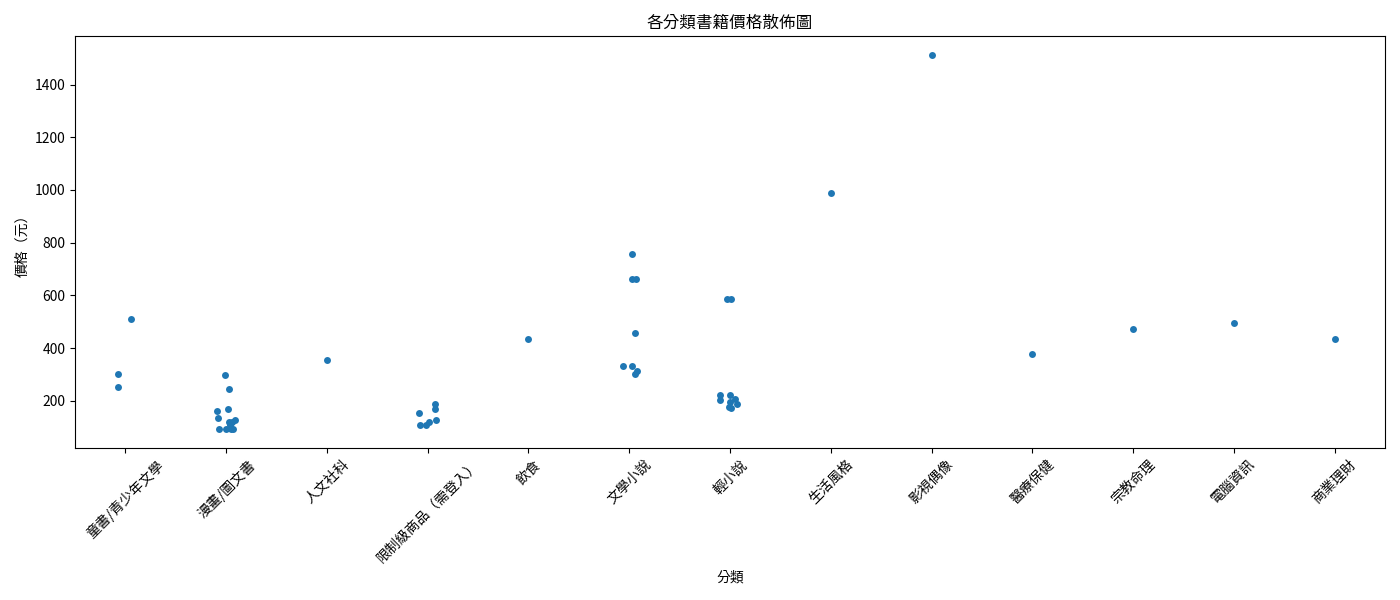 各分類書籍價格散佈圖
價格（元）
1400
1200
1000
800
600
400
200
童書/青少年文學
漫畫/圖文書
人文社科
限制級商品（需登入）
飲食
文學小說
輕小說
生活風格
影視偶像
醫療保健
宗教命理
電腦資訊
商業理財
分類